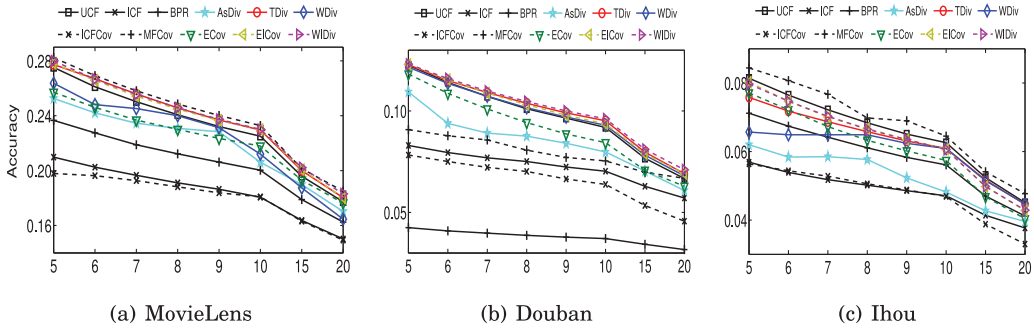 UCF ICF BPR AsDiv TDiv WDiv
ICFCov MFCov ECov EICov WIDiv
Accuracy
0.28
0.24
0.20
0.16
5 6 7 8 9 10 15 20
(a) MovieLens
UCF ICF BPR AsDiv TDiv WDiv
ICFCov MFCov ECov EICov WIDiv
0.10
0.05
5 6 7 8 9 10 15 20
(b) Douban
UCF ICF BPR AsDiv TDiv WDiv
ICFCov MFCov ECov EICov WIDiv
0.08
0.06
0.04
5 6 7 8 9 10 15 20
(c) Ihou